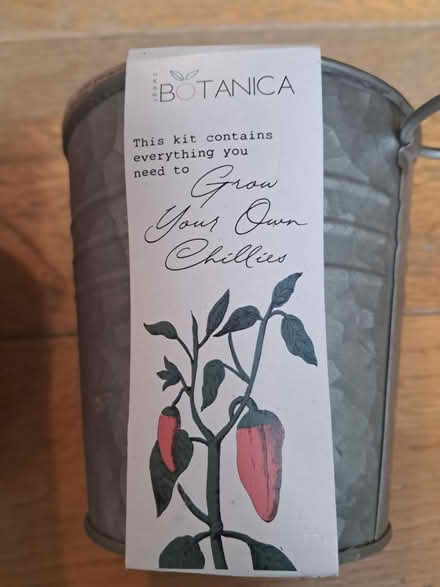 BOTANICA
This kit contains
everything you
need to Grow
Your Own
Chillies